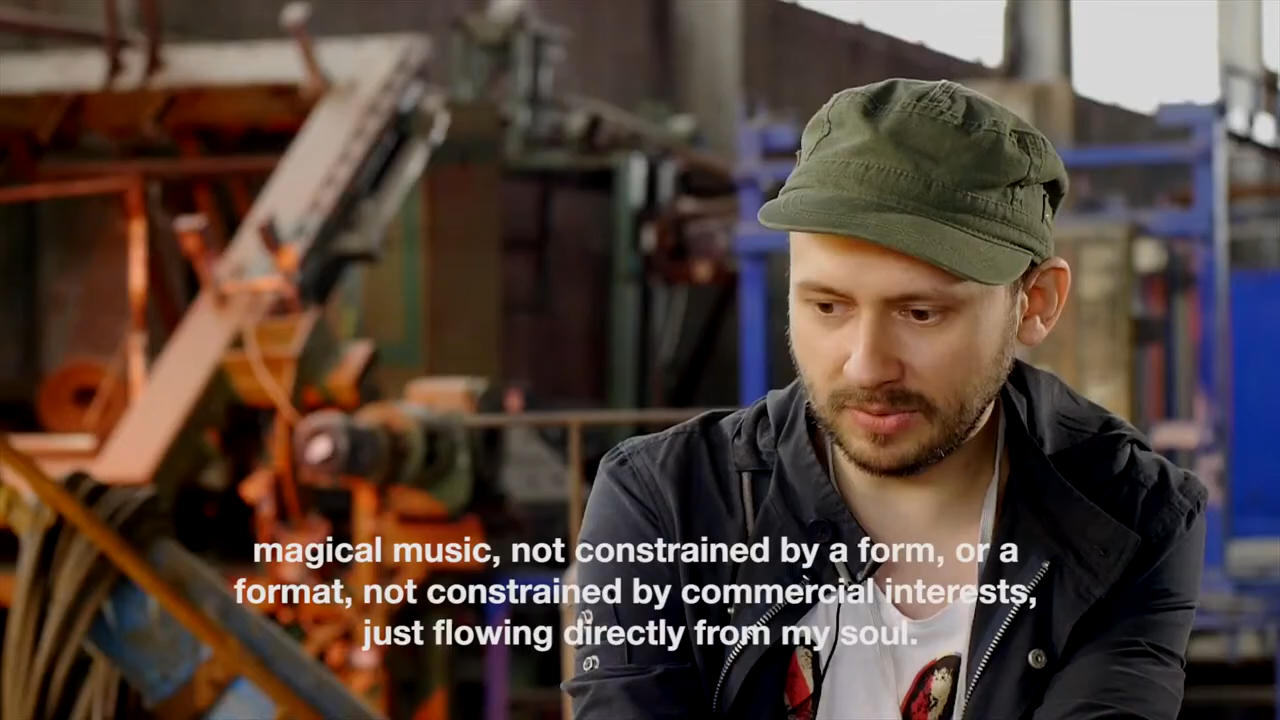 magical music, not constrained by a form, or a
format, not constrained by commercial interests,
just flowing directly from my soul.